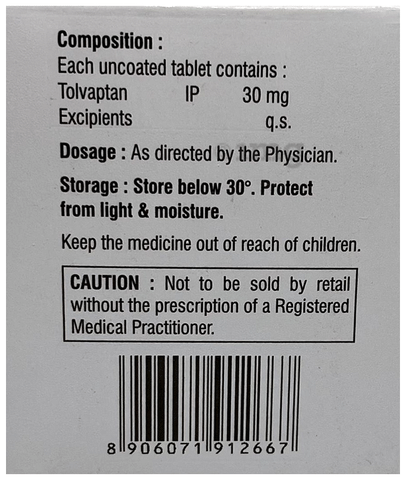 Composition :
Each uncoated tablet contains :
Tolvaptan IP 30 mg
Excipients q.s.
Dosage : As directed by the Physician.
Storage : Store below 30°. Protect
from light & moisture.
Keep the medicine out of reach of children.
CAUTION : Not to be sold by retail
without the prescription of a Registered
Medical Practitioner.
8 906071 912667